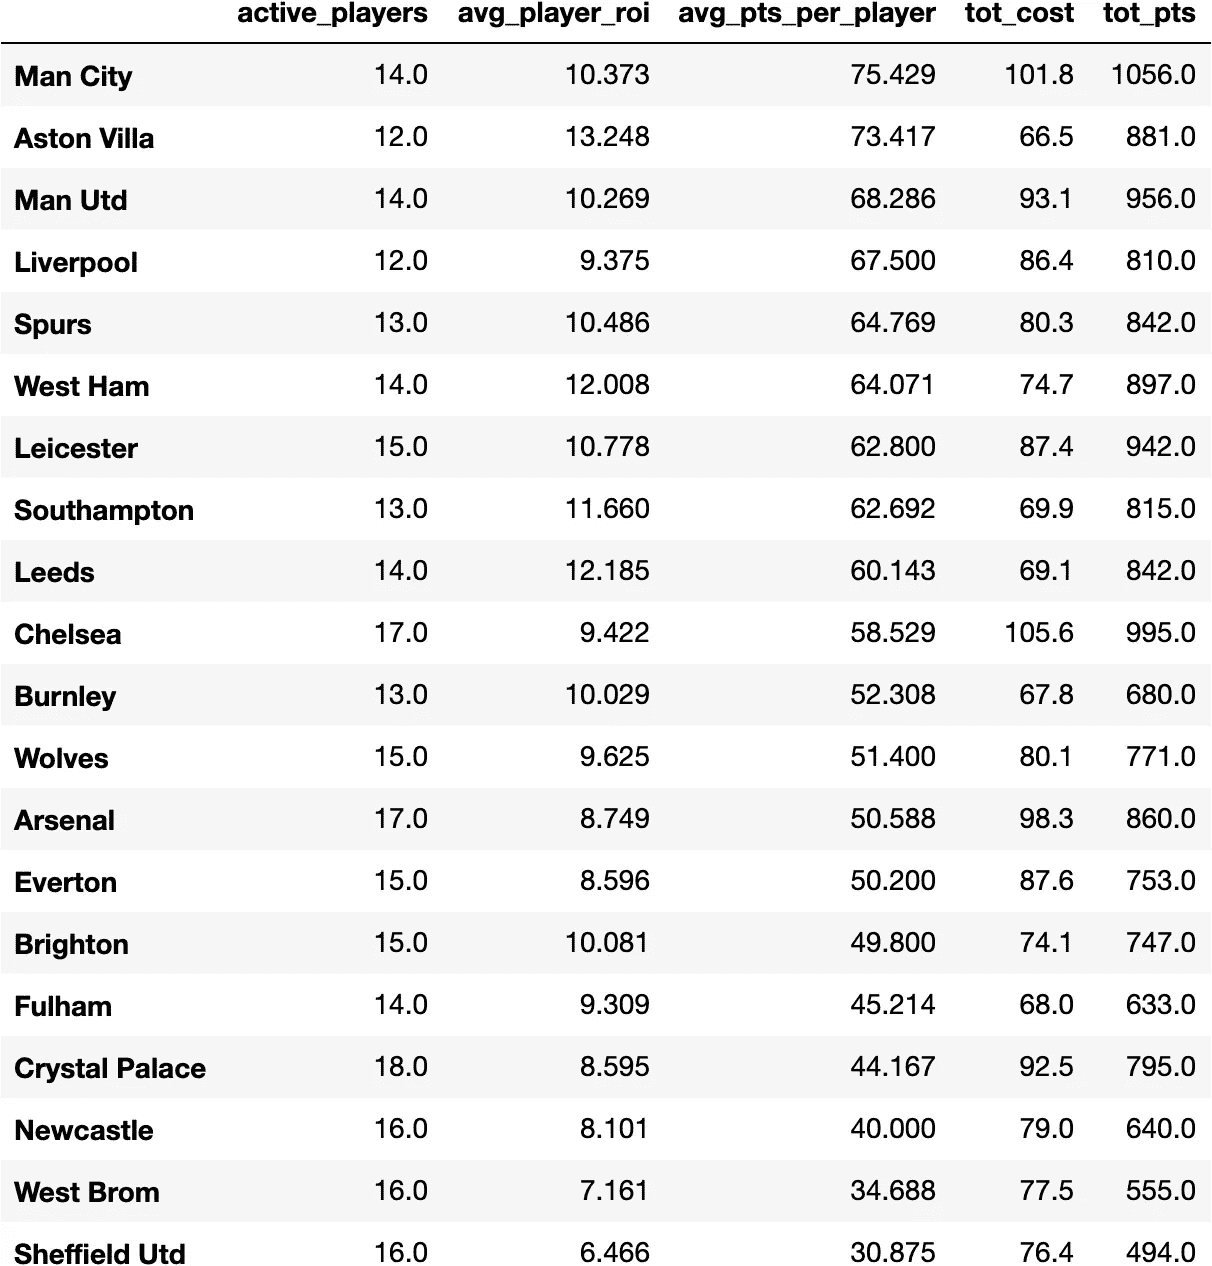 active_players avg_player_roi avg_pts_per_player tot_cost tot_pts
Man City 14.0 10.373 75.429 101.8 1056.0
Aston Villa 12.0 13.248 73.417 66.5 881.0
Man Utd 14.0 10.269 68.286 93.1 956.0
Liverpool 12.0 9.375 67.500 86.4 810.0
Spurs 13.0 10.486 64.769 80.3 842.0
West Ham 14.0 12.008 64.071 74.7 897.0
Leicester 15.0 10.778 62.800 87.4 942.0
Southampton 13.0 11.660 62.692 69.9 815.0
Leeds 14.0 12.185 60.143 69.1 842.0
Chelsea 17.0 9.422 58.529 105.6 995.0
Burnley 13.0 10.029 52.308 67.8 680.0
Wolves 15.0 9.625 51.400 80.1 771.0
Arsenal 17.0 8.749 50.588 98.3 860.0
Everton 15.0 8.596 50.200 87.6 753.0
Brighton 15.0 10.081 49.800 74.1 747.0
Fulham 14.0 9.309 45.214 68.0 633.0
Crystal Palace 18.0 8.595 44.167 92.5 795.0
Newcastle 16.0 8.101 40.000 79.0 640.0
West Brom 16.0 7.161 34.688 77.5 555.0
Sheffield Utd 16.0 6.466 30.875 76.4 494.0